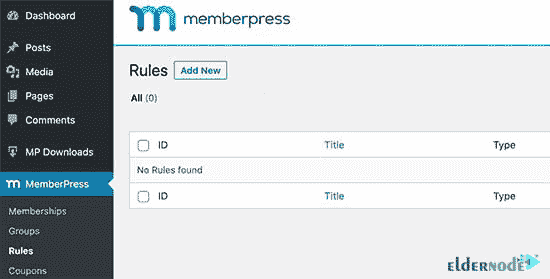 Dashboard
Posts
Media
Pages
Comments
MP Downloads
MemberPress
Memberships
Groups
Rules
Coupons
memberpress
Rules Add New
All (0)
ID Title Type
No Rules found
ID Title Type
ELDERNODE